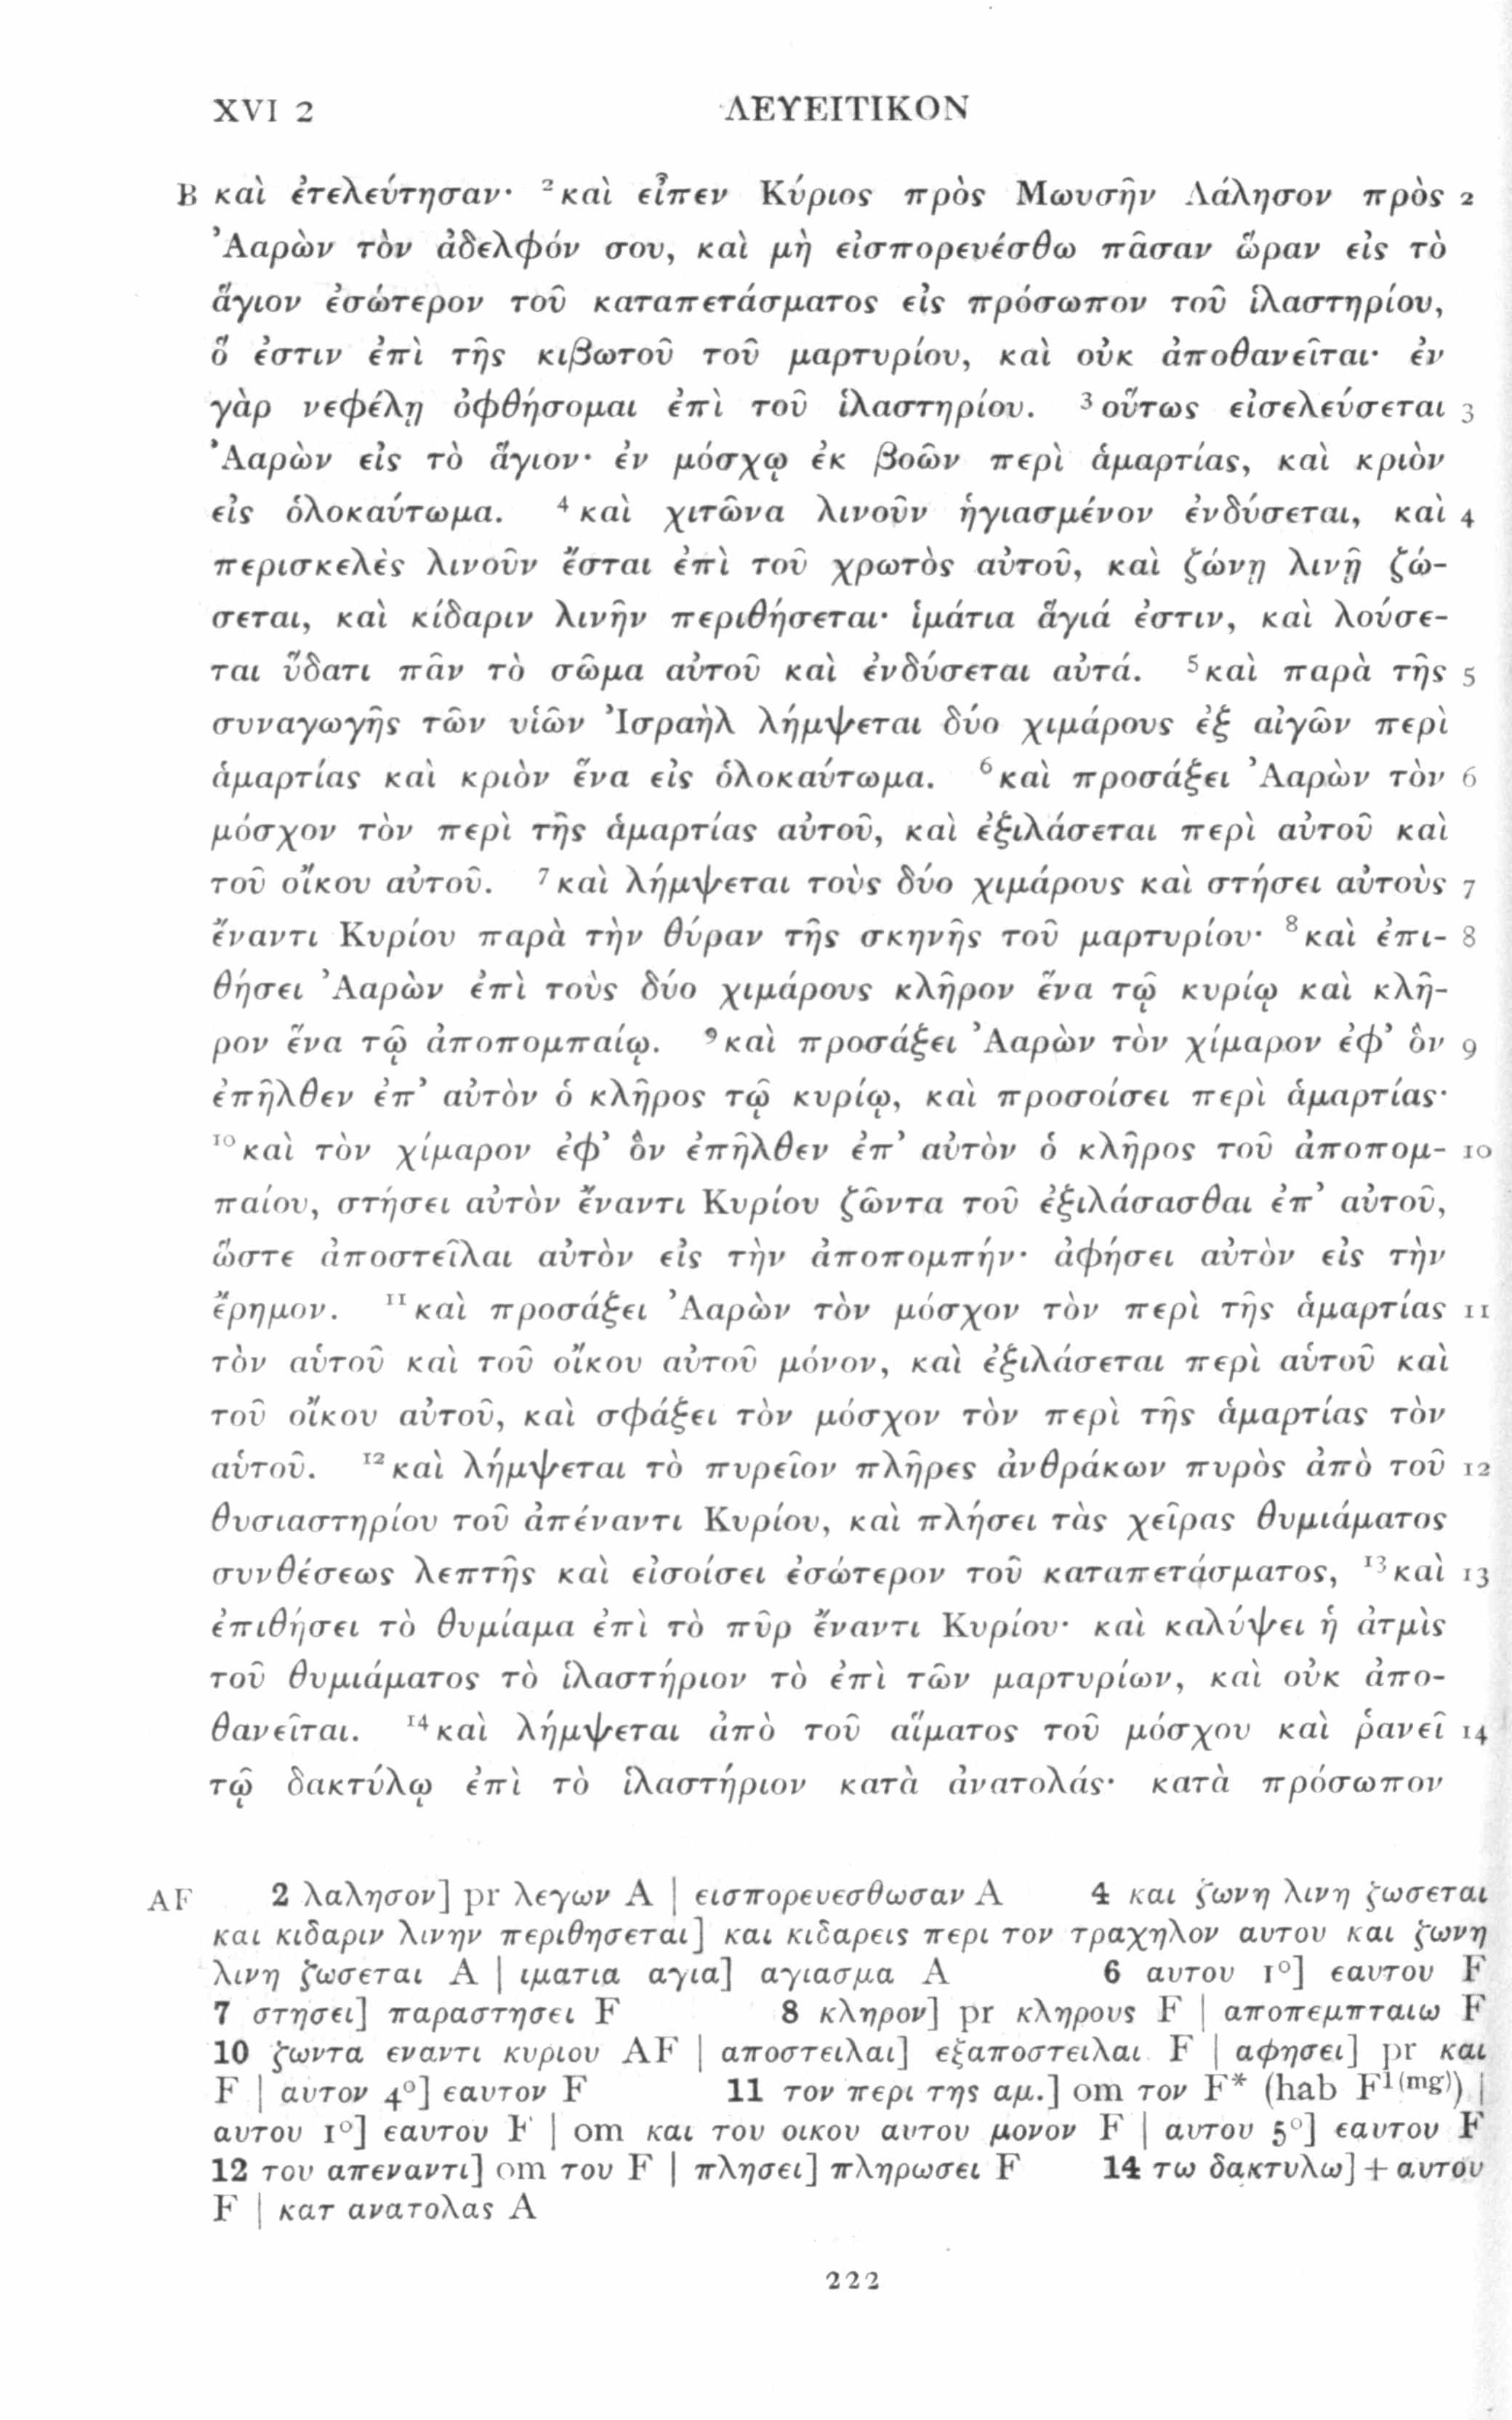 XVI 2 ΛΕΥΕΙΤΙΚΟΝ
B καὶ ἐτελεύτησαν· ²καὶ εἶπεν Κύριος πρὸς Μωυσῆν Λάλησον πρὸς 2
Ἀαρὼν τὸν ἀδελφόν σου, καὶ μὴ εἰσπορευέσθω πᾶσαν ὥραν εἰς τὸ
ἅγιον ἐσώτερον τοῦ καταπετάσματος εἰς πρόσωπον τοῦ ἱλαστηρίου,
ὅ ἐστιν ἐπὶ τῆς κιβωτοῦ τοῦ μαρτυρίου, καὶ οὐκ ἀποθανεῖται· ἐν
γὰρ νεφέλῃ ὀφθήσομαι ἐπὶ τοῦ ἱλαστηρίου. ³οὕτως εἰσελεύσεται 3
Ἀαρὼν εἰς τὸ ἅγιον· ἐν μόσχῳ ἐκ βοῶν περὶ ἁμαρτίας, καὶ κριὸν
εἰς ὁλοκαύτωμα. ⁴καὶ χιτῶνα λινοῦν ἡγιασμένον ἐνδύσεται, καὶ 4
περισκελὲς λινοῦν ἔσται ἐπὶ τοῦ χρωτὸς αὐτοῦ, καὶ ζώνῃ λινῇ ζώ-
σεται, καὶ κίδαριν λινῆν περιθήσεται· ἱμάτια ἅγιά ἐστιν, καὶ λούσε-
ται ὕδατι πᾶν τὸ σῶμα αὐτοῦ καὶ ἐνδύσεται αὐτά. ⁵καὶ παρὰ τῆς 5
συναγωγῆς τῶν υἱῶν Ἰσραὴλ λήμψεται δύο χιμάρους ἐξ αἰγῶν περὶ
ἁμαρτίας καὶ κριὸν ἕνα εἰς ὁλοκαύτωμα. ⁶καὶ προσάξει Ἀαρὼν τὸν 6
μόσχον τὸν περὶ τῆς ἁμαρτίας αὐτοῦ, καὶ ἐξιλάσεται περὶ αὐτοῦ καὶ
τοῦ οἴκου αὐτοῦ. ⁷καὶ λήμψεται τοὺς δύο χιμάρους καὶ στήσει αὐτοὺς 7
ἔναντι Κυρίου παρὰ τὴν θύραν τῆς σκηνῆς τοῦ μαρτυρίου· ⁸καὶ ἐπι- 8
θήσει Ἀαρὼν ἐπὶ τοὺς δύο χιμάρους κλῆρον ἕνα τῷ κυρίῳ καὶ κλῆ-
ρον ἕνα τῷ ἀποπομπαίῳ. ⁹καὶ προσάξει Ἀαρὼν τὸν χίμαρον ἐφ' ὃν 9
ἐπῆλθεν ἐπ' αὐτὸν ὁ κλῆρος τῷ κυρίῳ, καὶ προσοίσει περὶ ἁμαρτίας·
¹⁰καὶ τὸν χίμαρον ἐφ' ὃν ἐπῆλθεν ἐπ' αὐτὸν ὁ κλῆρος τοῦ ἀποπομ- 10
παίου, στήσει αὐτὸν ἔναντι Κυρίου ζῶντα τοῦ ἐξιλάσασθαι ἐπ' αὐτοῦ,
ὥστε ἀποστεῖλαι αὐτὸν εἰς τὴν ἀποπομπήν· ἀφήσει αὐτὸν εἰς τὴν
ἔρημον. ¹¹καὶ προσάξει Ἀαρὼν τὸν μόσχον τὸν περὶ τῆς ἁμαρτίας 11
τὸν αὑτοῦ καὶ τοῦ οἴκου αὐτοῦ μόνον, καὶ ἐξιλάσεται περὶ αὑτοῦ καὶ
τοῦ οἴκου αὐτοῦ, καὶ σφάξει τὸν μόσχον τὸν περὶ τῆς ἁμαρτίας τὸν
αὑτοῦ. ¹²καὶ λήμψεται τὸ πυρεῖον πλῆρες ἀνθράκων πυρὸς ἀπὸ τοῦ 12
θυσιαστηρίου τοῦ ἀπέναντι Κυρίου, καὶ πλήσει τὰς χεῖρας θυμιάματος
συνθέσεως λεπτῆς καὶ εἰσοίσει ἐσώτερον τοῦ καταπετάσματος, ¹³καὶ 13
ἐπιθήσει τὸ θυμίαμα ἐπὶ τὸ πῦρ ἔναντι Κυρίου· καὶ καλύψει ἡ ἀτμὶς
τοῦ θυμιάματος τὸ ἱλαστήριον τὸ ἐπὶ τῶν μαρτυρίων, καὶ οὐκ ἀπο-
θανεῖται. ¹⁴καὶ λήμψεται ἀπὸ τοῦ αἵματος τοῦ μόσχου καὶ ῥανεῖ 14
τῷ δακτύλῳ ἐπὶ τὸ ἱλαστήριον κατὰ ἀνατολάς· κατὰ πρόσωπον
AF 2 λαλησον] pr λεγων A | εισπορευεσθωσαν A 4 και ζωνη λινη ζωσεται
και κιδαριν λινην περιθησεται] και κιδαρεις περι τον τραχηλον αυτου και ζωνη
λινη ζωσεται A | ιματια αγια] αγιασμα A 6 αυτου 1°] εαυτου F
7 στησει] παραστησει F 8 κληρον] pr κληρους F | αποπεμπταιω F
10 ζωντα εναντι κυριου AF | αποστειλαι] εξαποστειλαι F | αφησει] pr και
F | αυτον 4°] εαυτον F 11 τον περι της αμ.] om τον F* (hab F¹⁽ᵐᵍ⁾) |
αυτου 1°] εαυτου F | om και του οικου αυτου μονον F | αυτου 5°] εαυτου F
12 του απεναντι] om του F | πλησει] πληρωσει F 14 τω δακτυλω] + αυτου
F | κατ ανατολας A
222